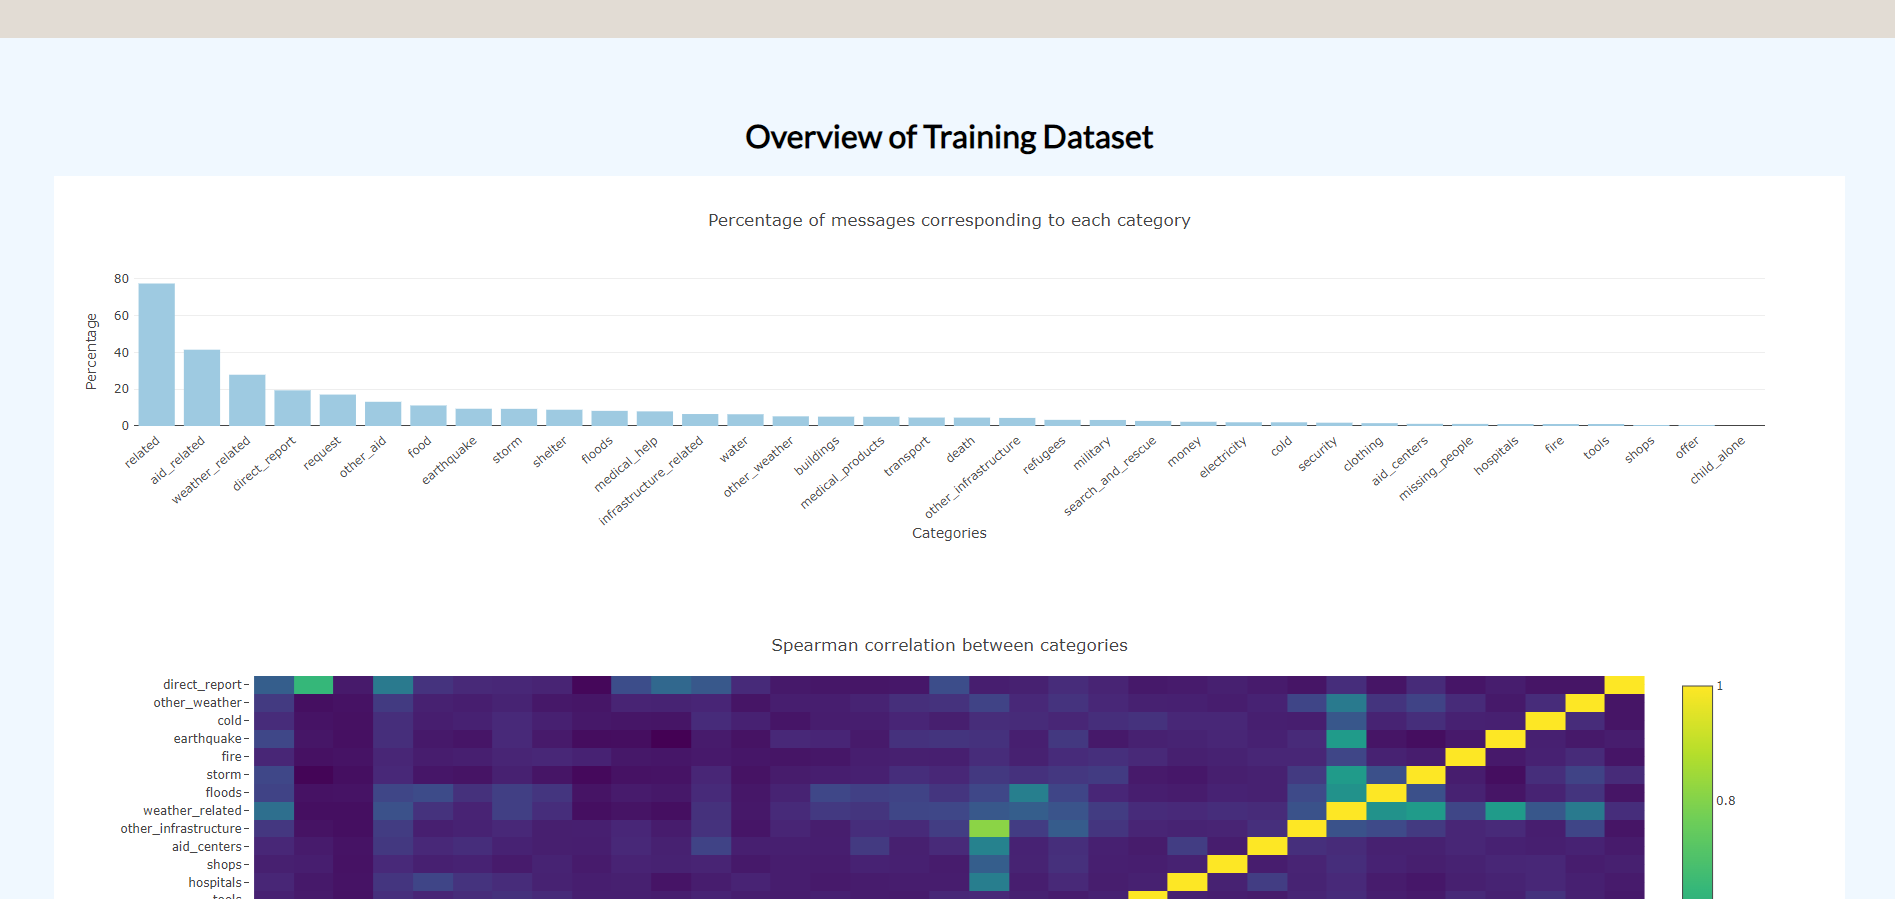 Overview of Training Dataset
Percentage of messages corresponding to each category
80
60
40
20
0
Percentage
related
aid_related
weather_related
direct_report
request
other_aid
food
earthquake
storm
shelter
floods
medical_help
infrastructure_related
water
other_weather
buildings
medical_products
transport
death
other_infrastructure
refugees
military
search_and_rescue
money
electricity
cold
security
clothing
aid_centers
missing_people
hospitals
fire
tools
shops
offer
child_alone
Categories
Spearman correlation between categories
direct_report
other_weather
cold
earthquake
fire
storm
floods
weather_related
other_infrastructure
aid_centers
shops
hospitals
tools
1
0.8